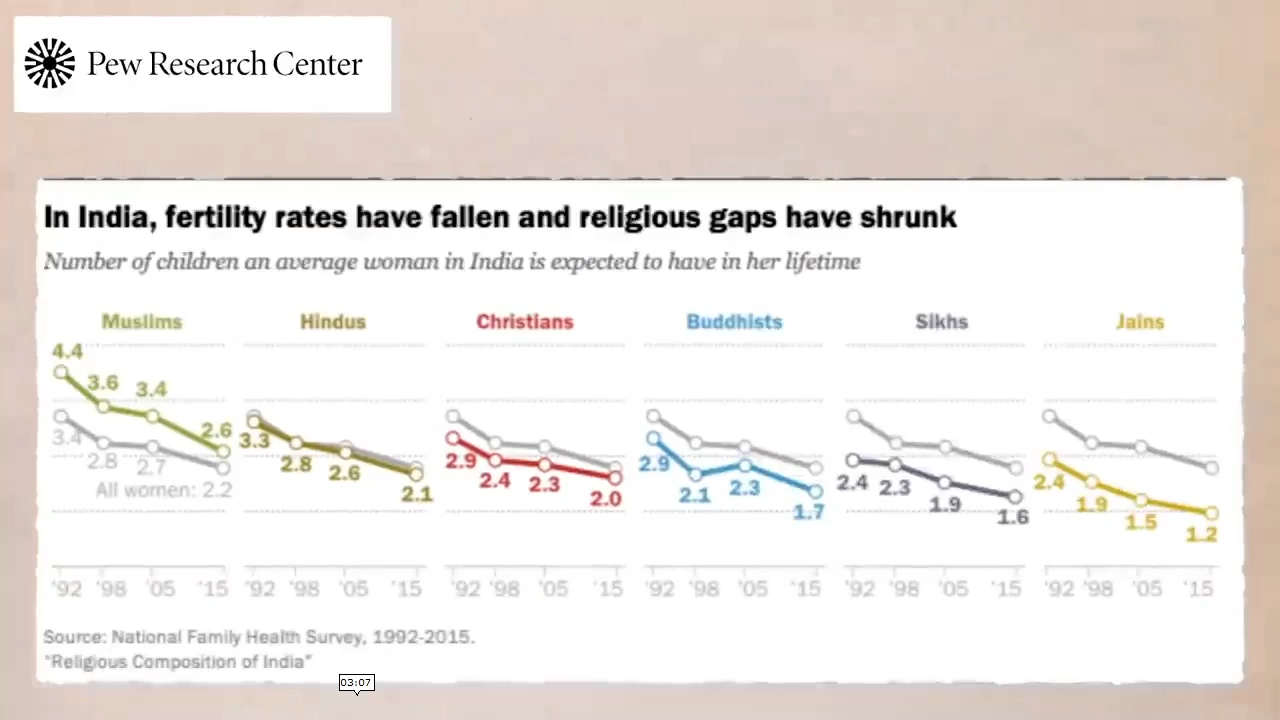 Pew Research Center
In India, fertility rates have fallen and religious gaps have shrunk
Number of children an average woman in India is expected to have in her lifetime
Muslims Hindus Christians Buddhists Sikhs Jains
4.4 3.6 3.4 2.6
3.4 2.8 2.7
All women: 2.2
3.3 2.8 2.6 2.1
2.9 2.4 2.3 2.0
2.9 2.1 2.3 1.7
2.4 2.3 1.9 1.6
2.4 1.9 1.5 1.2
'92 '98 '05 '15 '92 '98 '05 '15 '92 '98 '05 '15 '92 '98 '05 '15 '92 '98 '05 '15 '92 '98 '05 '15
Source: National Family Health Survey, 1992-2015.
"Religious Composition of India"
03:07